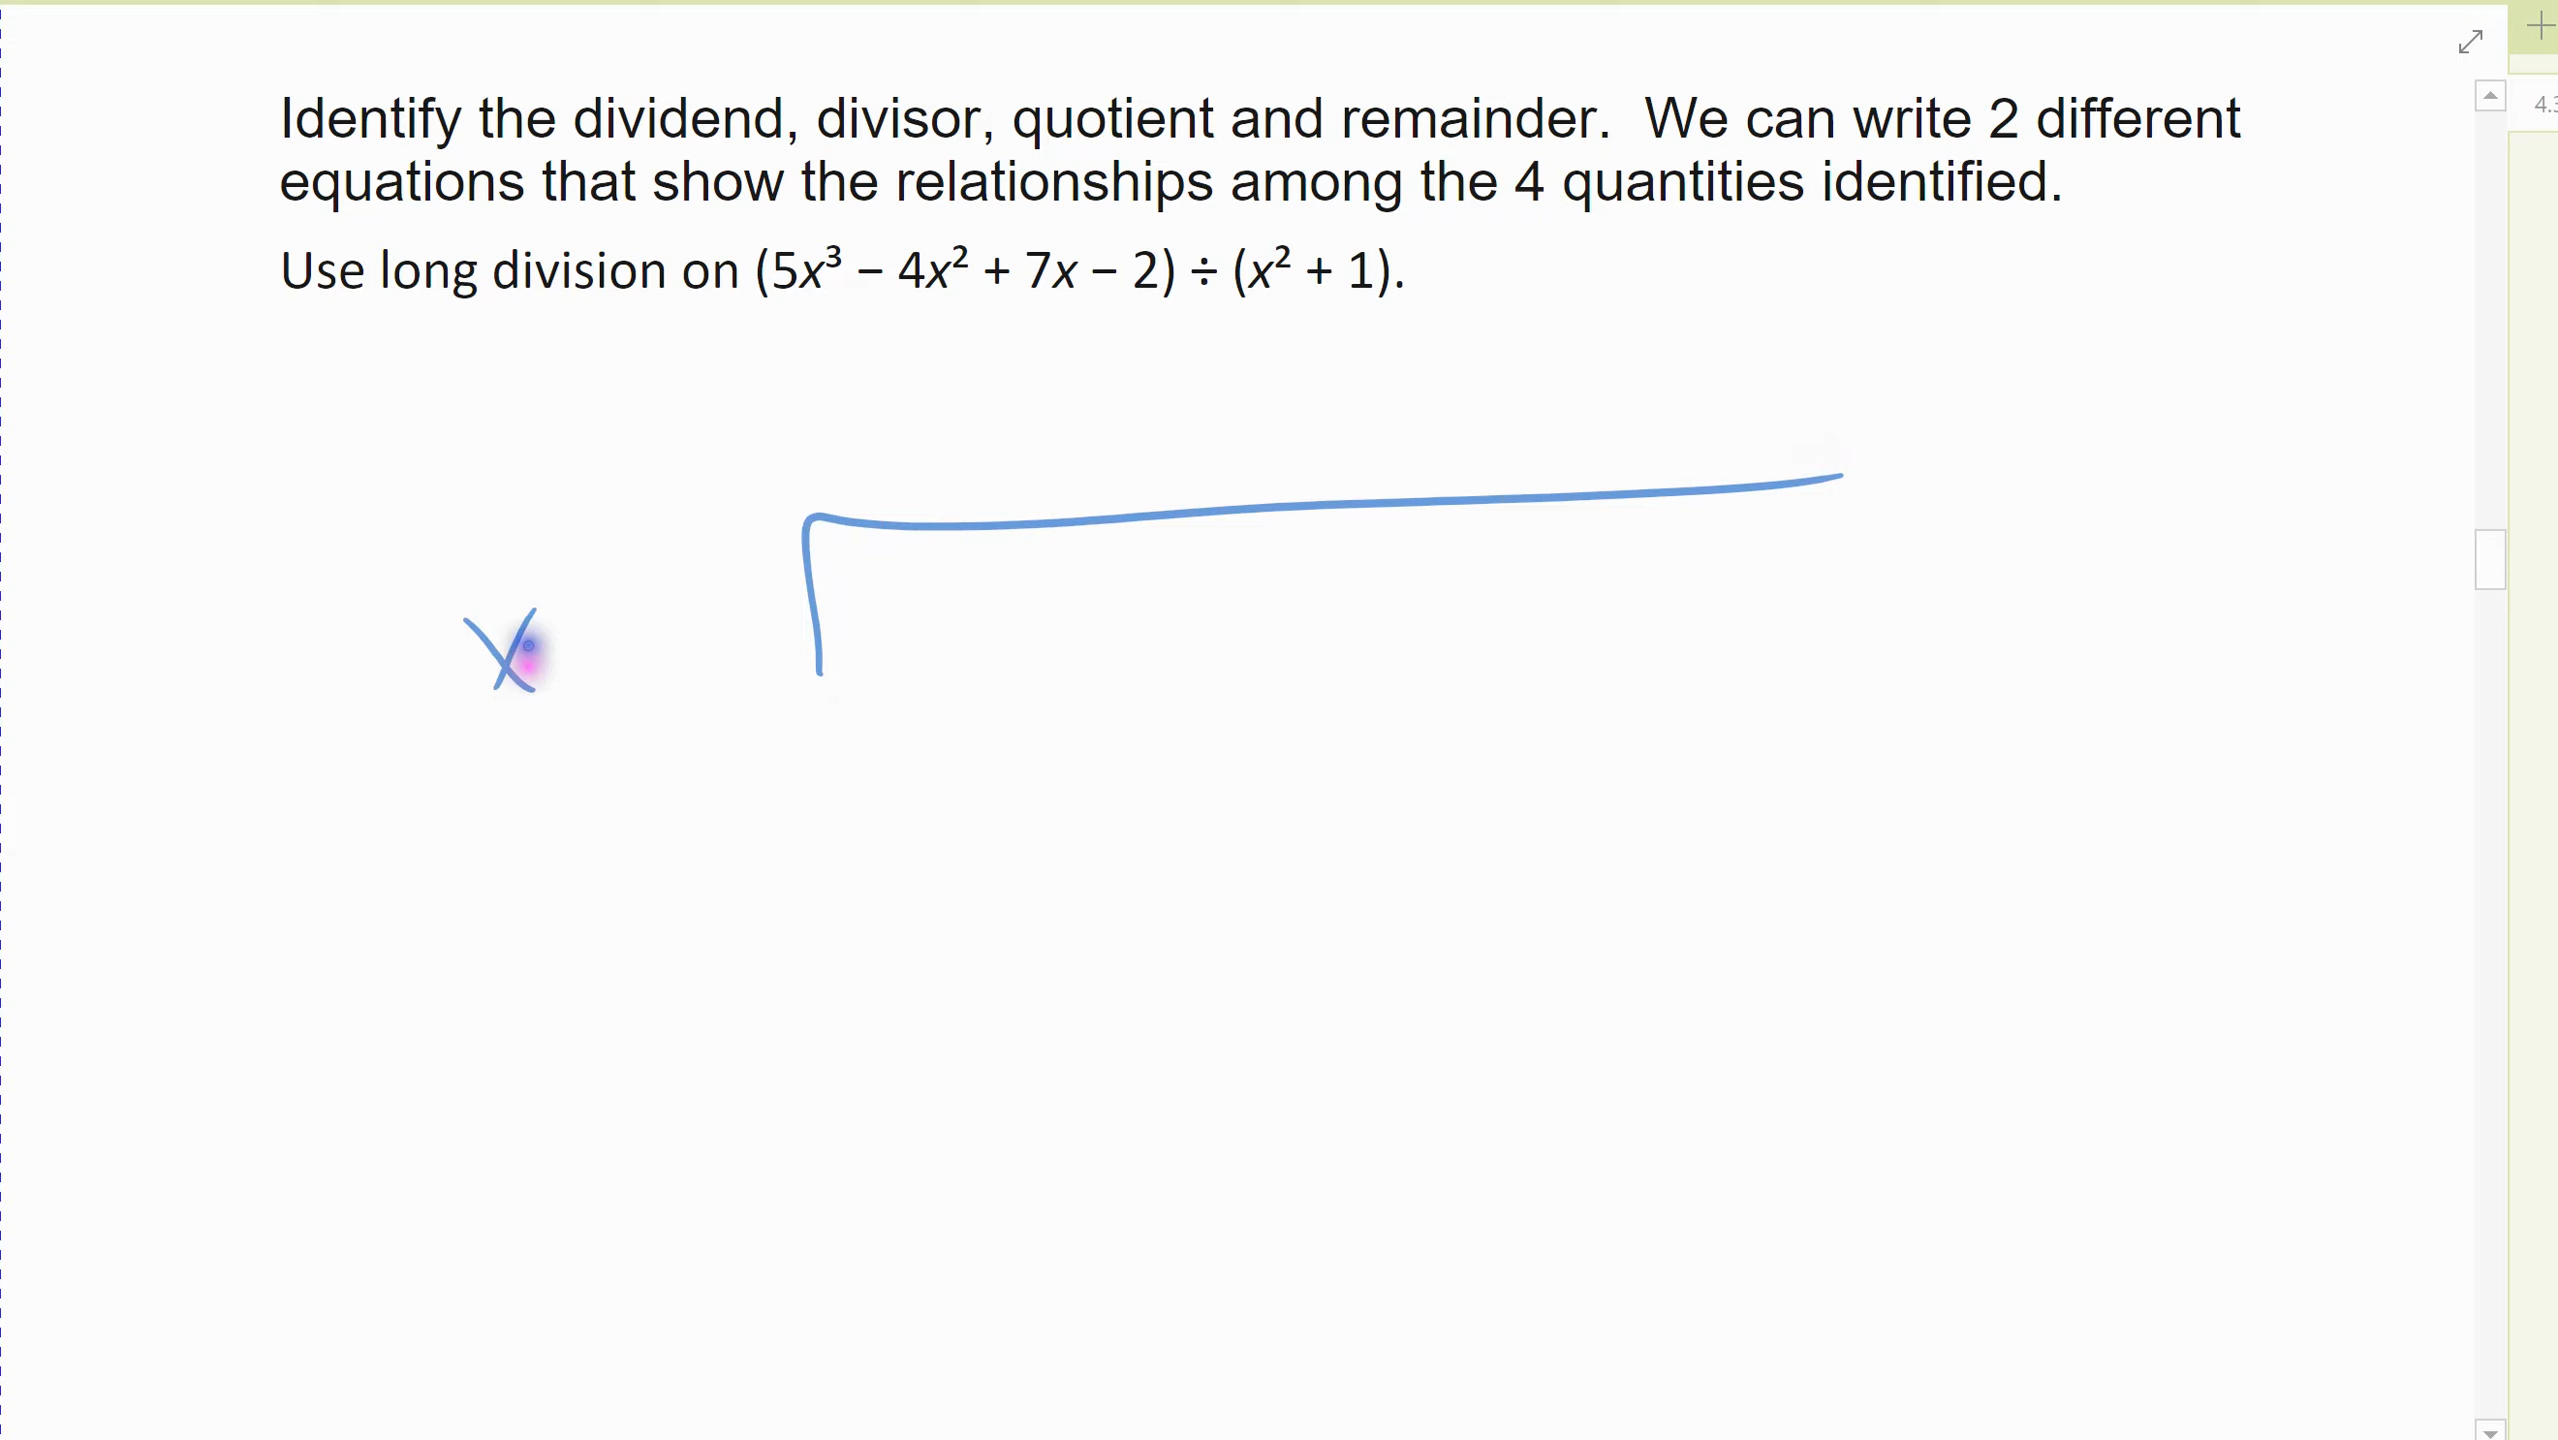 Identify the dividend, divisor, quotient and remainder.  We can write 2 different
equations that show the relationships among the 4 quantities identified.
Use long division on (5x³ − 4x² + 7x − 2) ÷ (x² + 1).
x